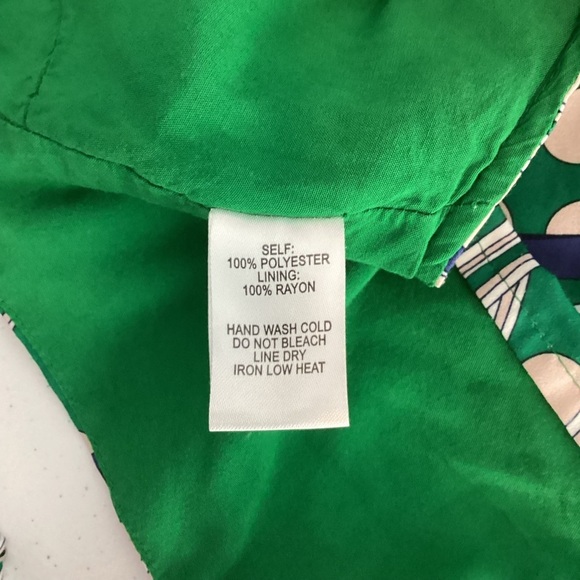 SELF:
100% POLYESTER
LINING:
100% RAYON
HAND WASH COLD
DO NOT BLEACH
LINE DRY
IRON LOW HEAT